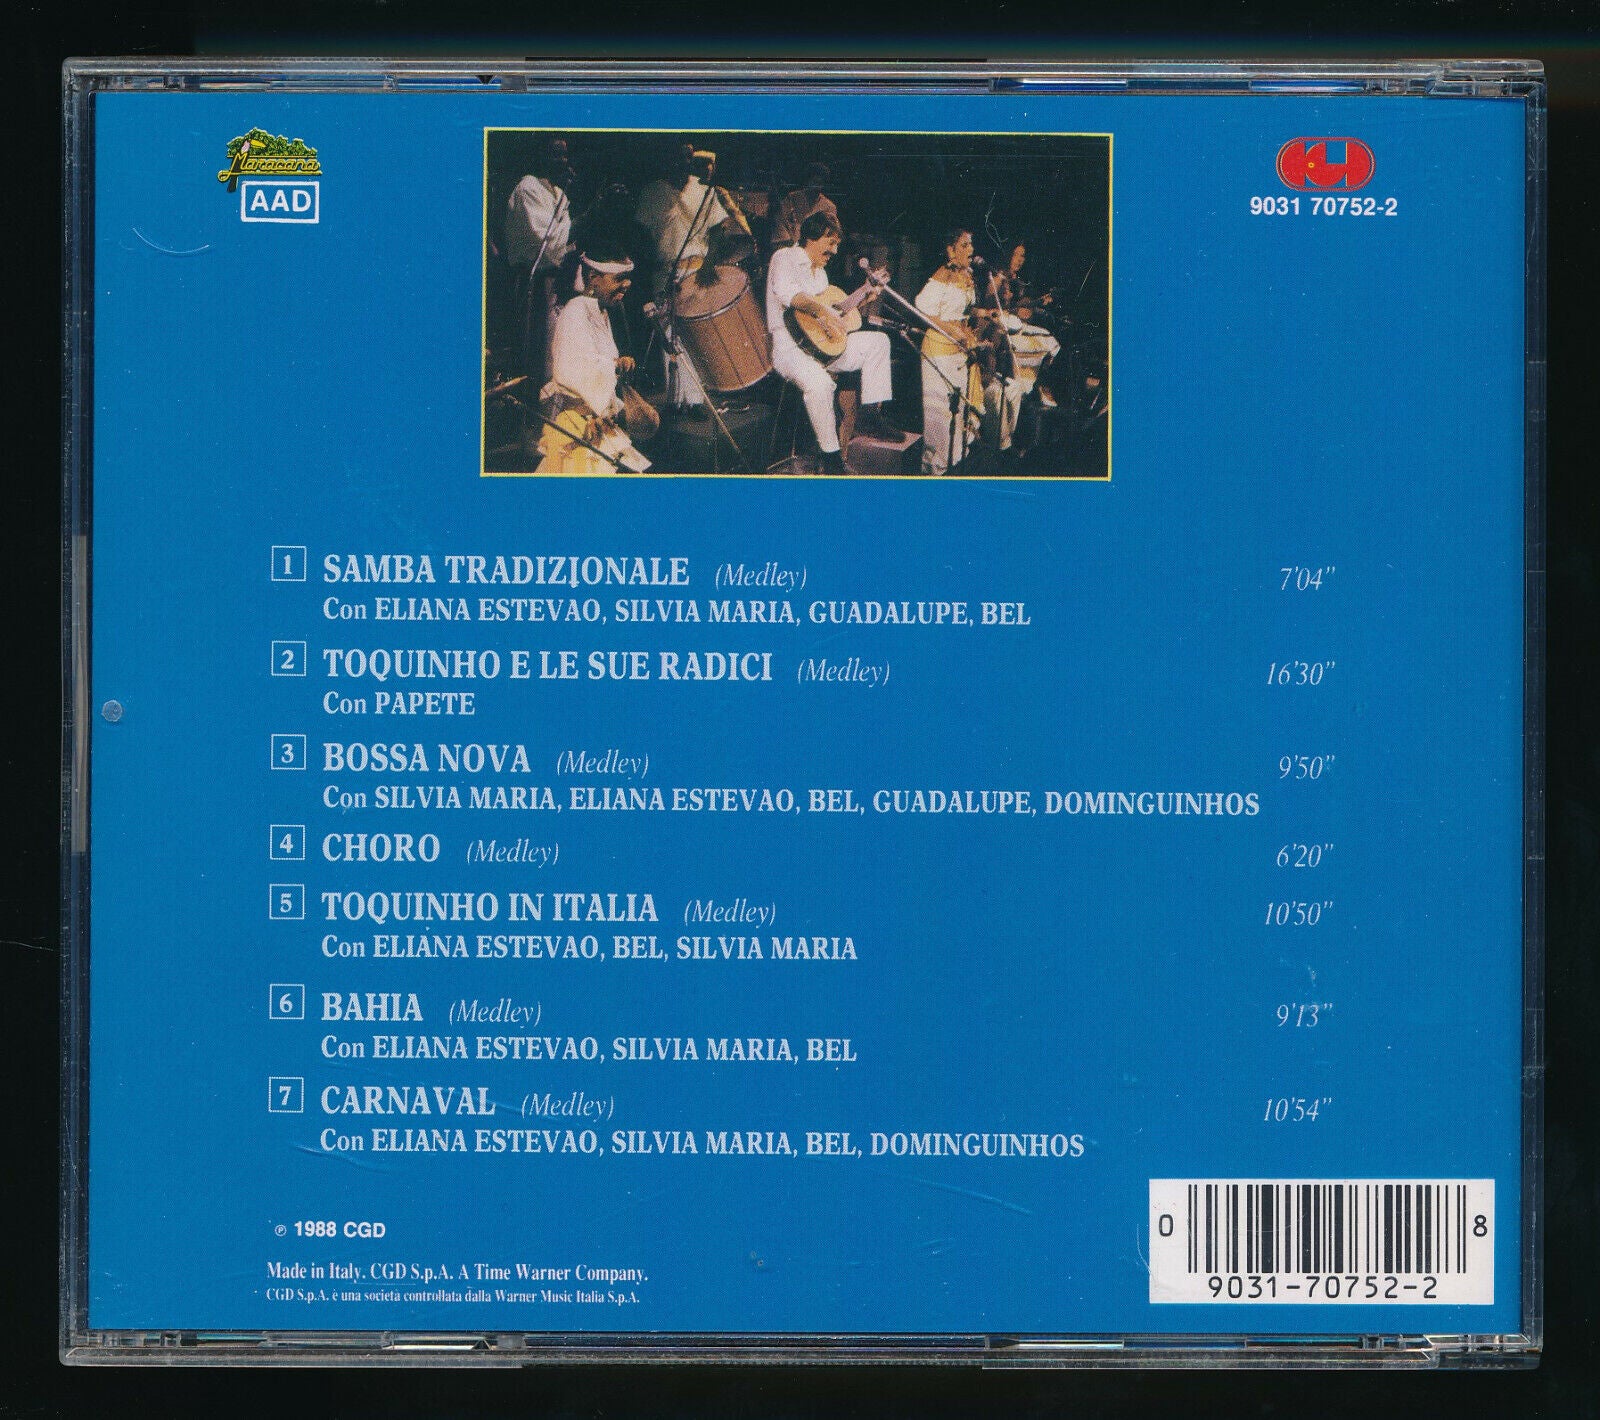 Maracana
AAD
CGD
9031 70752-2
1 SAMBA TRADIZIONALE (Medley) 7'04"
Con ELIANA ESTEVAO, SILVIA MARIA, GUADALUPE, BEL
2 TOQUINHO E LE SUE RADICI (Medley) 16'30"
Con PAPETE
3 BOSSA NOVA (Medley) 9'50"
Con SILVIA MARIA, ELIANA ESTEVAO, BEL, GUADALUPE, DOMINGUINHOS
4 CHORO (Medley) 6'20"
5 TOQUINHO IN ITALIA (Medley) 10'50"
Con ELIANA ESTEVAO, BEL, SILVIA MARIA
6 BAHIA (Medley) 9'13"
Con ELIANA ESTEVAO, SILVIA MARIA, BEL
7 CARNAVAL (Medley) 10'54"
Con ELIANA ESTEVAO, SILVIA MARIA, BEL, DOMINGUINHOS
℗ 1988 CGD
Made in Italy. CGD S.p.A. A Time Warner Company.
CGD S.p.A. è una società controllata dalla Warner Music Italia S.p.A.
0 8
9031-70752-2